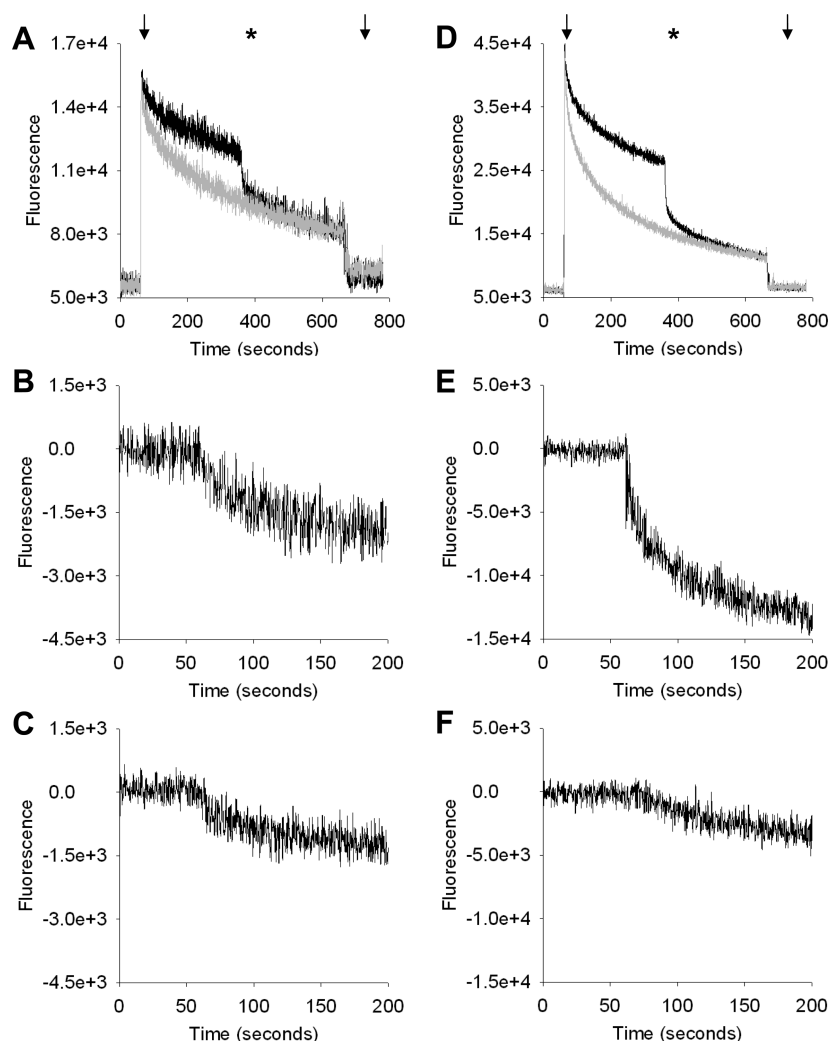 A
*
1.7e+4
1.4e+4
1.1e+4
8.0e+3
5.0e+3
Fluorescence
0 200 400 600 800
Time (seconds)
D
*
4.5e+4
3.5e+4
2.5e+4
1.5e+4
5.0e+3
Fluorescence
0 200 400 600 800
Time (seconds)
B
1.5e+3
0.0
-1.5e+3
-3.0e+3
-4.5e+3
Fluorescence
0 50 100 150 200
Time (seconds)
E
5.0e+3
0.0
-5.0e+3
-1.0e+4
-1.5e+4
Fluorescence
0 50 100 150 200
Time (seconds)
C
1.5e+3
0.0
-1.5e+3
-3.0e+3
-4.5e+3
Fluorescence
0 50 100 150 200
Time (seconds)
F
5.0e+3
0.0
-5.0e+3
-1.0e+4
-1.5e+4
Fluorescence
0 50 100 150 200
Time (seconds)